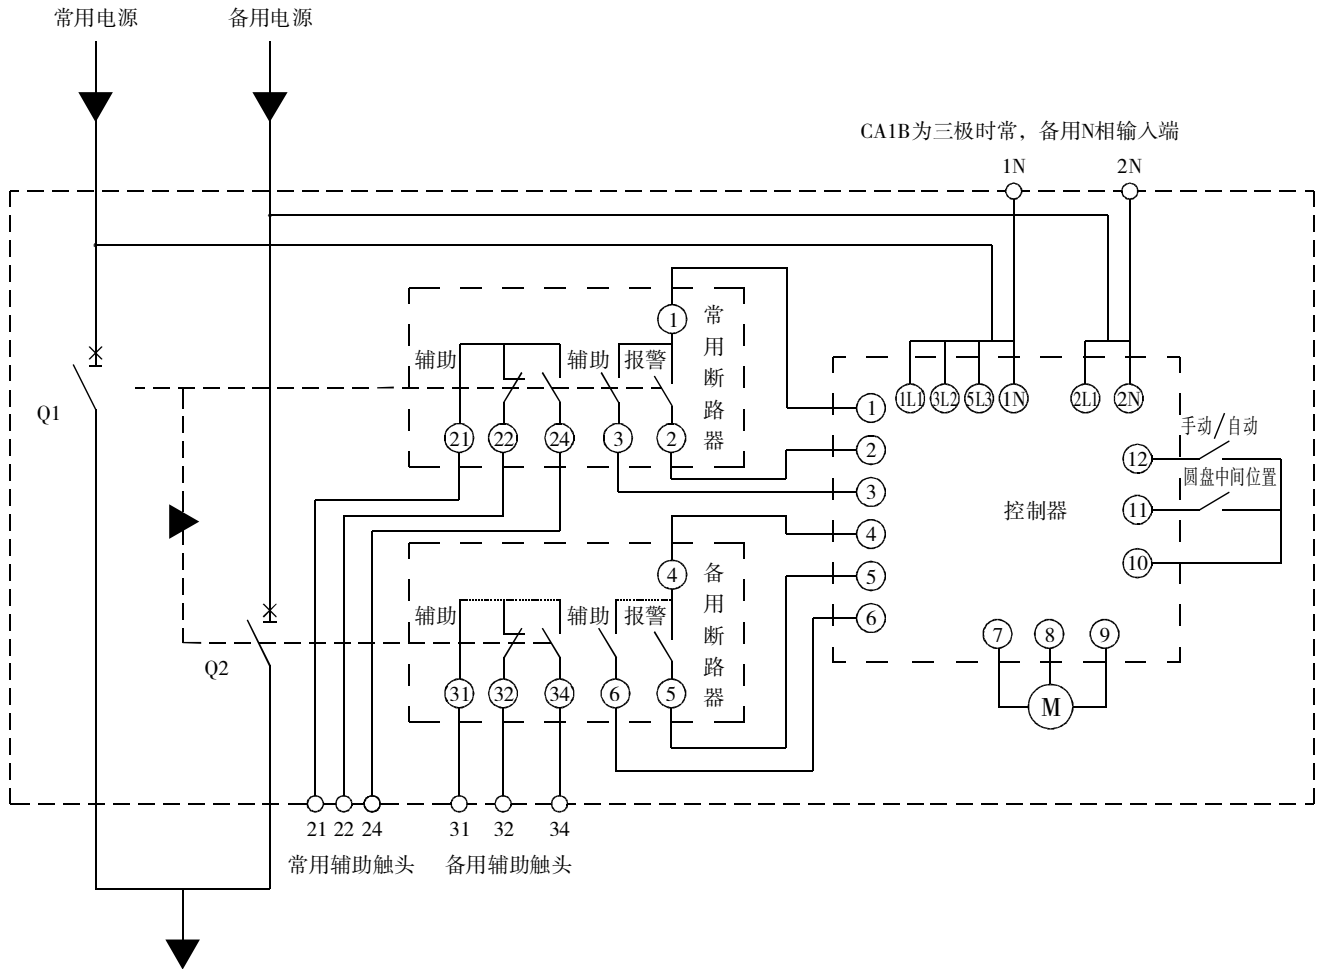 常用电源
备用电源
CA1B为三极时常，备用N相输入端
1N
2N
1
常用断路器
辅助
辅助
报警
Q1
21
22
24
3
2
1
2
3
4
5
6
1L1
3L2
5L3
1N
2L1
2N
手动/自动
12
圆盘中间位置
11
控制器
10
4
备用断路器
辅助
辅助
报警
Q2
31
32
34
6
5
7
8
9
M
21
22
24
31
32
34
常用辅助触头
备用辅助触头